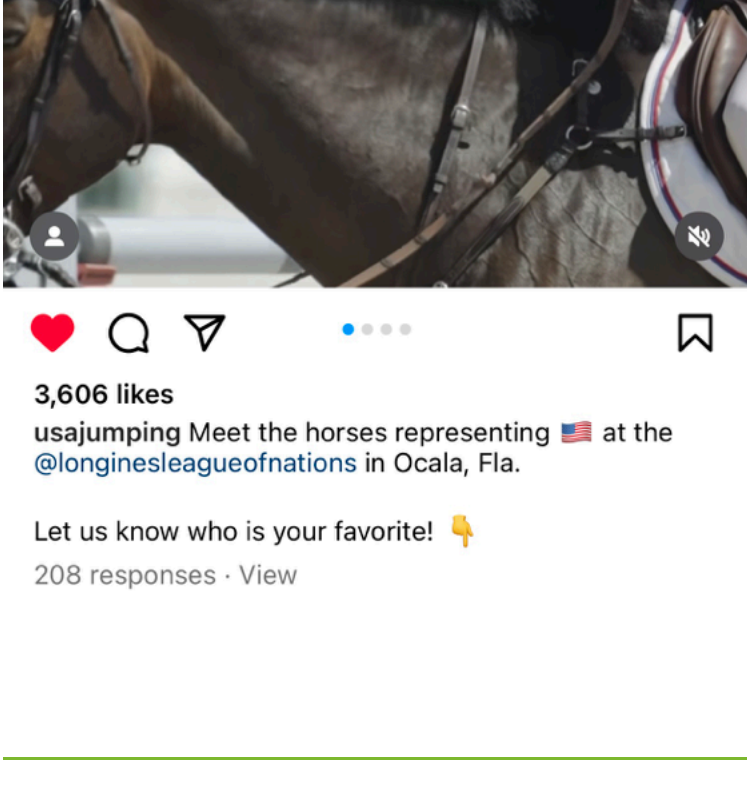 3,606 likes
usajumping Meet the horses representing 🇺🇸 at the
@longinesleagueofnations in Ocala, Fla.
Let us know who is your favorite! 👇
208 responses · View